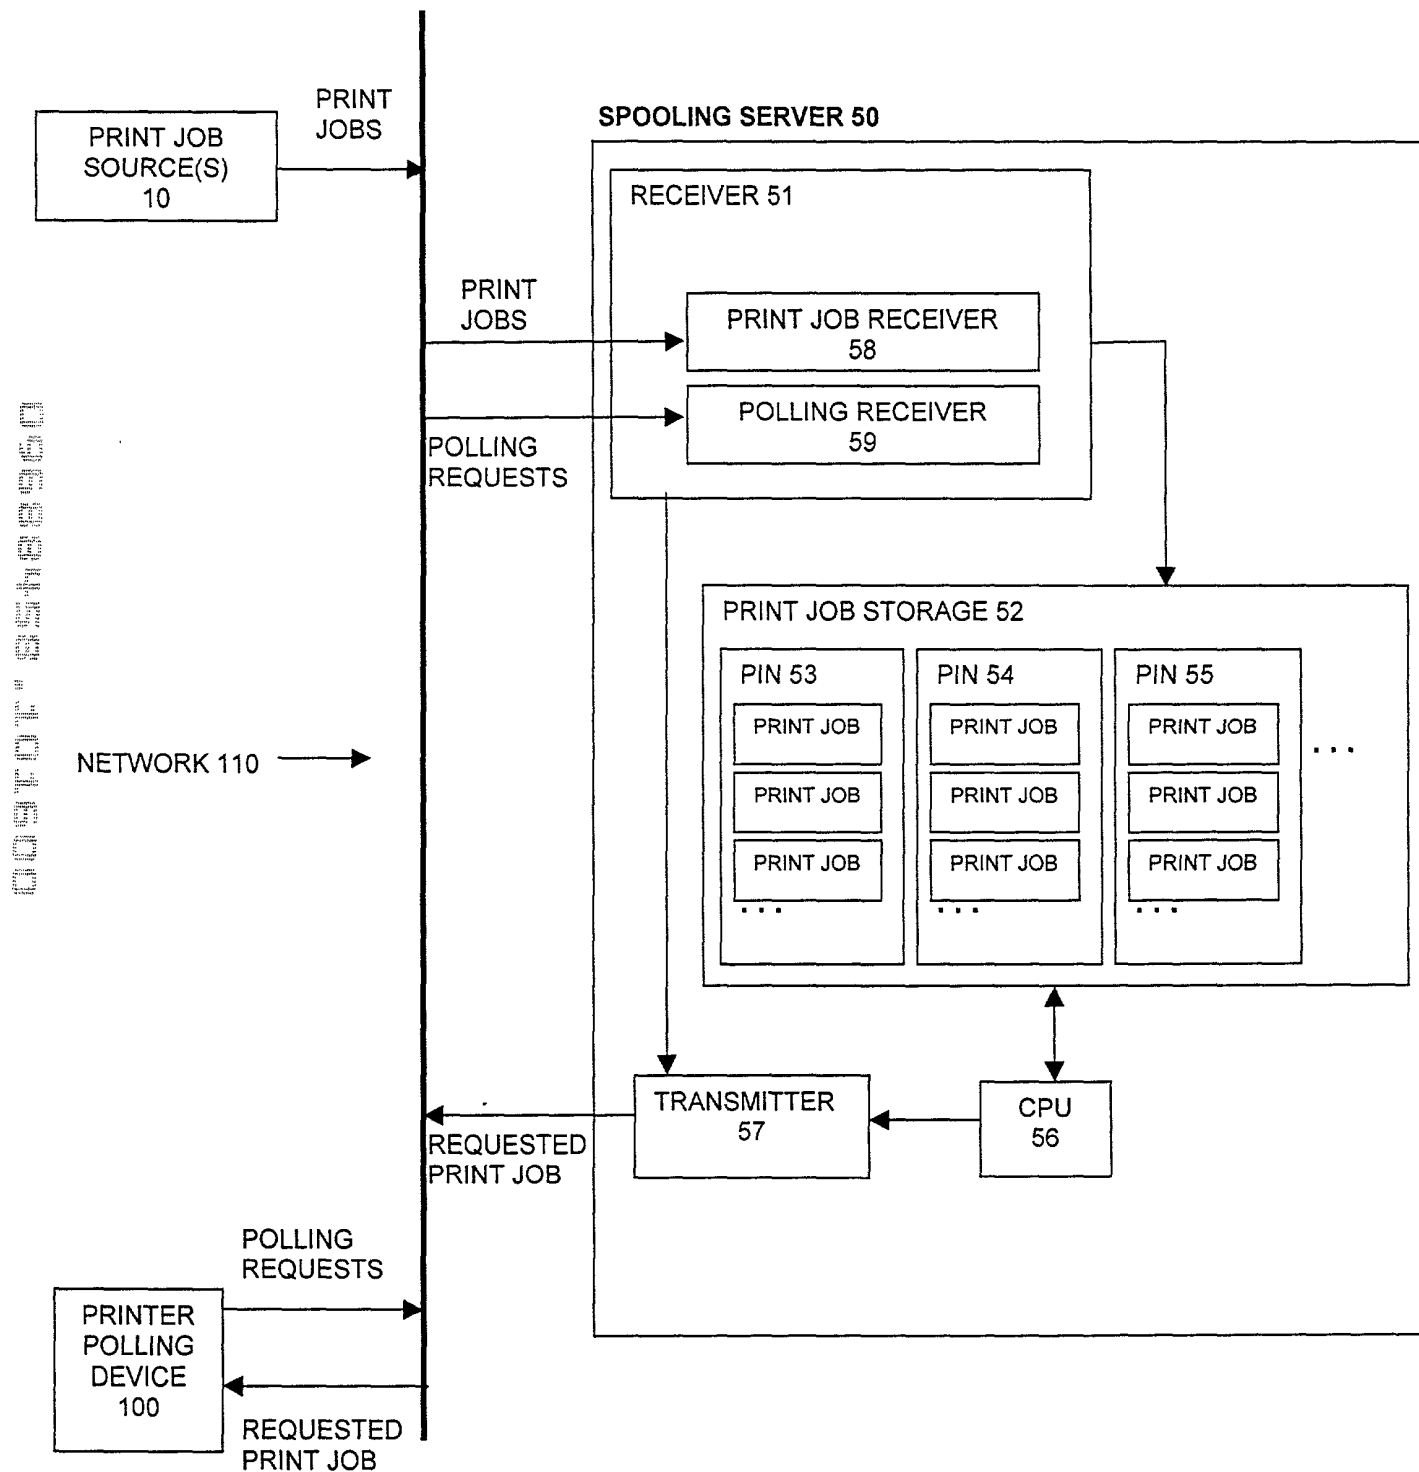 PRINT
JOBS
PRINT JOB
SOURCE(S)
10
SPOOLING SERVER 50
RECEIVER 51
PRINT
JOBS
PRINT JOB RECEIVER
58
POLLING RECEIVER
59
POLLING
REQUESTS
PRINT JOB STORAGE 52
PIN 53
PRINT JOB
PRINT JOB
PRINT JOB
...
PIN 54
PRINT JOB
PRINT JOB
PRINT JOB
...
PIN 55
PRINT JOB
PRINT JOB
PRINT JOB
...
...
NETWORK 110
TRANSMITTER
57
CPU
56
REQUESTED
PRINT JOB
POLLING
REQUESTS
PRINTER
POLLING
DEVICE
100
REQUESTED
PRINT JOB